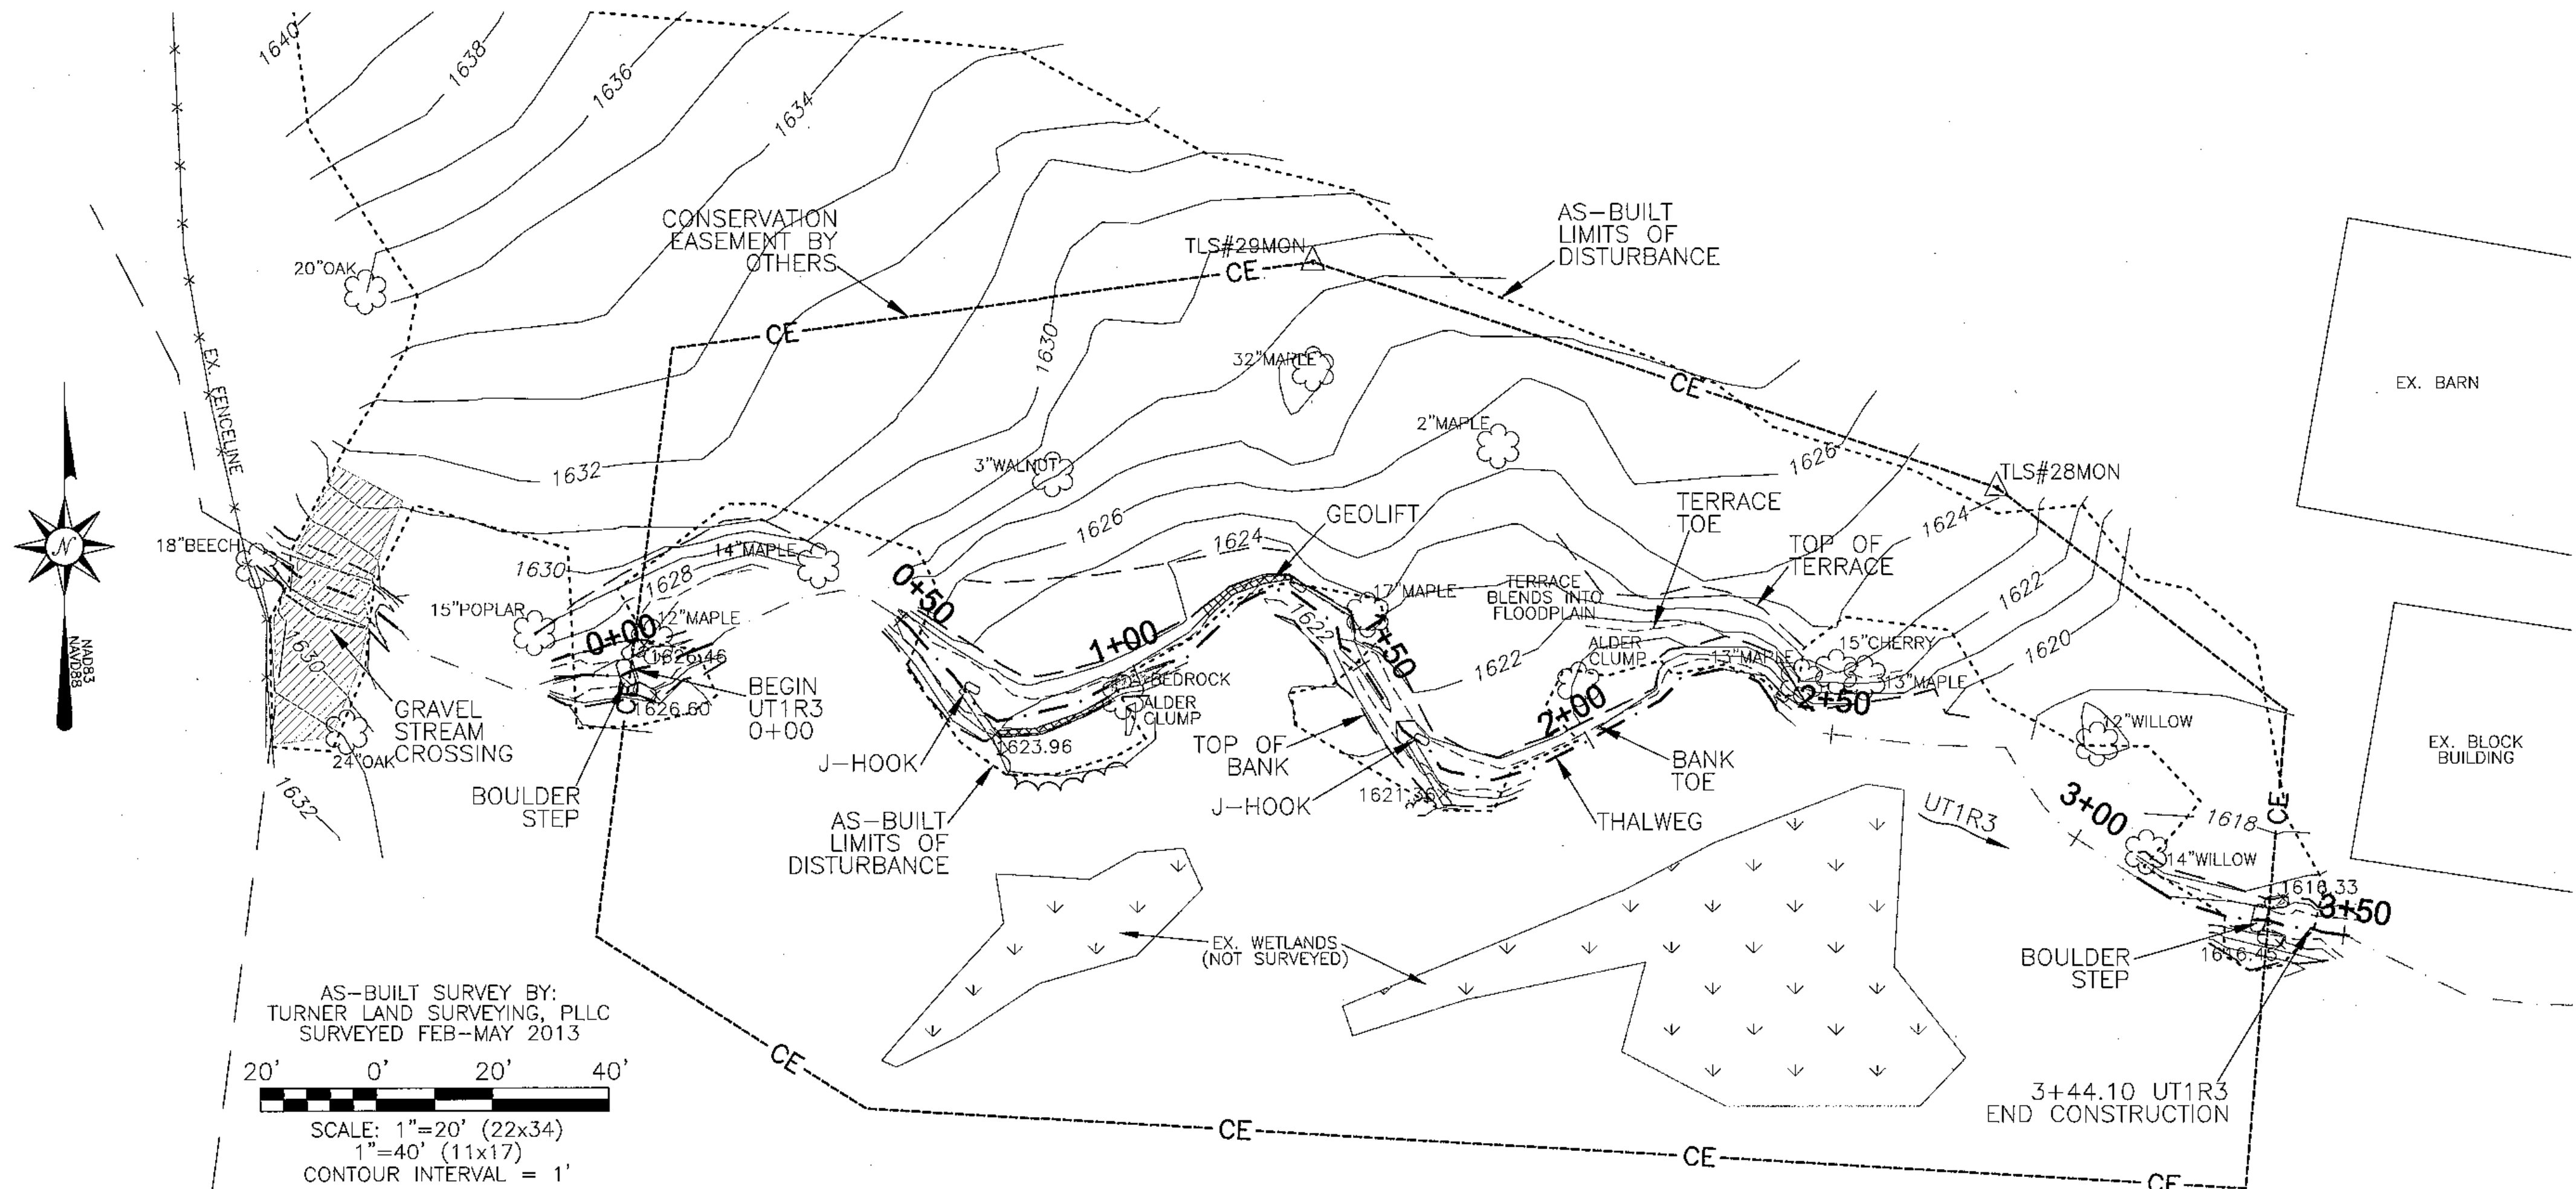 1640
1638
1636
1634
CONSERVATION
EASEMENT BY
OTHERS
TLS#29MON
AS-BUILT
LIMITS OF
DISTURBANCE
20"OAK
CE
CE
EX. FENCELINE
1630
32"MAPLE
CE
EX. BARN
2"MAPLE
1632
3"WALNUT
1626
TLS#28MON
1626
GEOLIFT
TERRACE
TOE
1624
18"BEECH
14"MAPLE
1624
TOP OF
TERRACE
N
1630
1628
0+50
1622
TERRACE
BLENDS INTO
FLOODPLAIN
17"MAPLE
15"POPLAR
12"MAPLE
0+00
1+00
1622
1+50
ALDER
CLUMP
15"CHERRY
1620
NAD83
NAVD88
1630
1626.46
1622
13"MAPLE
13"MAPLE
BEDROCK
CE
1626.60
BEGIN
UT1R3
0+00
ALDER
CLUMP
2+00
2+50
GRAVEL
STREAM
CROSSING
24"OAK
12"WILLOW
EX. BLOCK
BUILDING
1623.96
J-HOOK
TOP OF
BANK
BANK
TOE
1632
BOULDER
STEP
1621.36
J-HOOK
THALWEG
UT1R3
3+00
CE
1618
AS-BUILT
LIMITS OF
DISTURBANCE
14"WILLOW
1616.33
3+50
EX. WETLANDS
(NOT SURVEYED)
BOULDER
STEP
1616.45
AS-BUILT SURVEY BY:
TURNER LAND SURVEYING, PLLC
SURVEYED FEB-MAY 2013
20' 0' 20' 40'
SCALE: 1"=20' (22x34)
1"=40' (11x17)
CONTOUR INTERVAL = 1'
CE
3+44.10 UT1R3
END CONSTRUCTION
CE
CE
CE